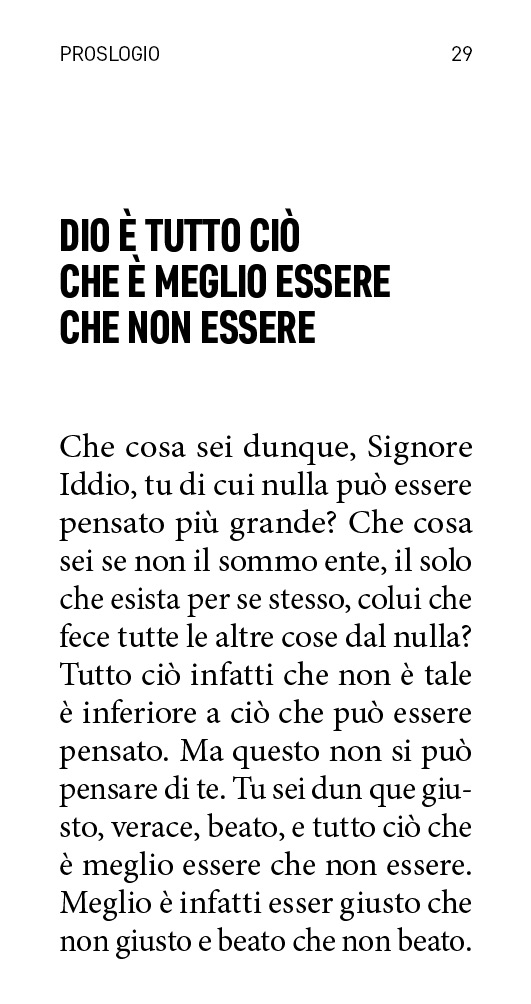 PROSLOGIO 29
DIO È TUTTO CIÒ
CHE È MEGLIO ESSERE
CHE NON ESSERE
Che cosa sei dunque, Signore
Iddio, tu di cui nulla può essere
pensato più grande? Che cosa
sei se non il sommo ente, il solo
che esista per se stesso, colui che
fece tutte le altre cose dal nulla?
Tutto ciò infatti che non è tale
è inferiore a ciò che può essere
pensato. Ma questo non si può
pensare di te. Tu sei dun que giu-
sto, verace, beato, e tutto ciò che
è meglio essere che non essere.
Meglio è infatti esser giusto che
non giusto e beato che non beato.